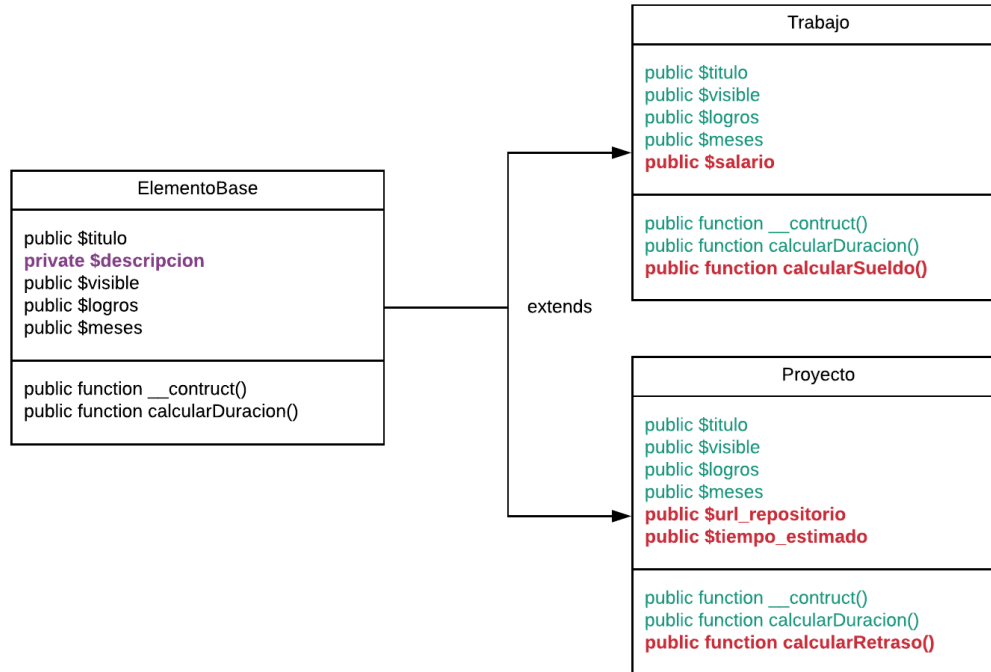 ElementoBase
public $titulo
private $descripcion
public $visible
public $logros
public $meses
public function __contruct()
public function calcularDuracion()
extends
Trabajo
public $titulo
public $visible
public $logros
public $meses
public $salario
public function __contruct()
public function calcularDuracion()
public function calcularSueldo()
Proyecto
public $titulo
public $visible
public $logros
public $meses
public $url_repositorio
public $tiempo_estimado
public function __contruct()
public function calcularDuracion()
public function calcularRetraso()